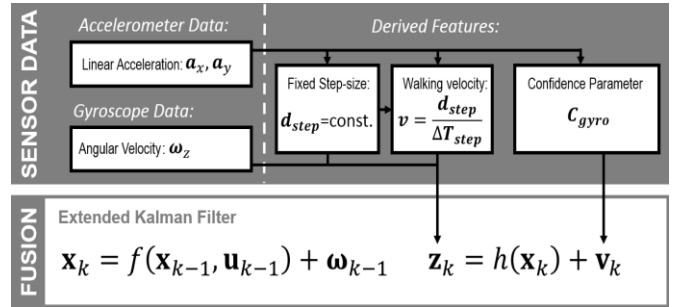 SENSOR DATA
Accelerometer Data:
Linear Acceleration: aₓ, a_y
Gyroscope Data:
Angular Velocity: ω_z
Derived Features:
Fixed Step-size:
d_step=const.
Walking velocity:
v = d_step / ΔT_step
Confidence Parameter
C_gyro
FUSION
Extended Kalman Filter
x_k = f(x_{k−1}, u_{k−1}) + ω_{k−1}
z_k = h(x_k) + v_k